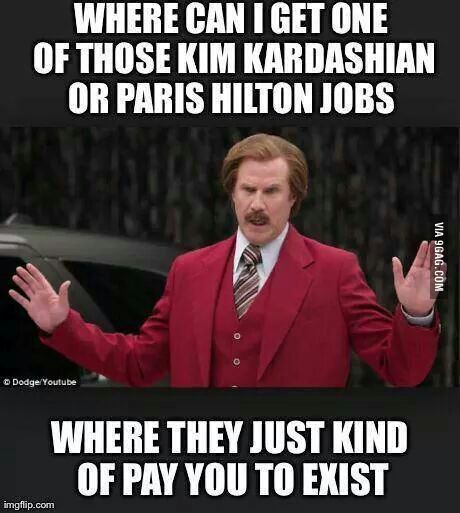 WHERE CAN I GET ONE
OF THOSE KIM KARDASHIAN
OR PARIS HILTON JOBS
VIA 9GAG.COM
© Dodge/Youtube
WHERE THEY JUST KIND
OF PAY YOU TO EXIST
imgflip.com